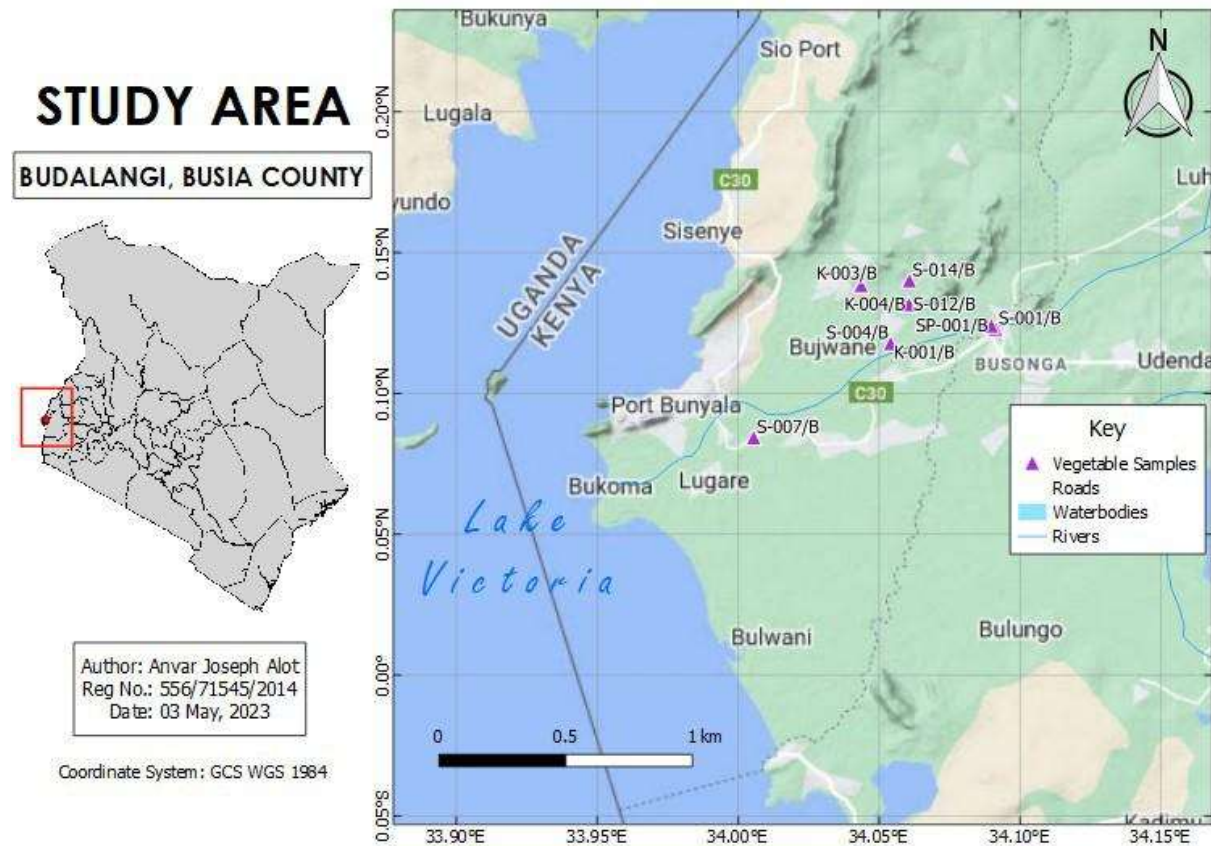 STUDY AREA
BUDALANGI, BUSIA COUNTY
Author: Anvar Joseph Alot
Reg No.: 556/71545/2014
Date: 03 May, 2023
Coordinate System: GCS WGS 1984
Bukunya
Sio Port
N
Lugala
yundo
C30
Luh
Sisenye
UGANDA
KENYA
K-003/B
S-014/B
K-004/B
S-012/B
S-004/B
SP-001/B
S-001/B
Bujwane
K-001/B
BUSONGA
Udenda
C30
Port Bunyala
S-007/B
Bukoma
Lugare
Lake
Victoria
Key
Vegetable Samples
Roads
Waterbodies
Rivers
Bulwani
Bulungo
0
0.5
1 km
Kadimu
0.20°N
0.15°N
0.10°N
0.05°N
0.00°
0.05°S
33.90°E
33.95°E
34.00°E
34.05°E
34.10°E
34.15°E